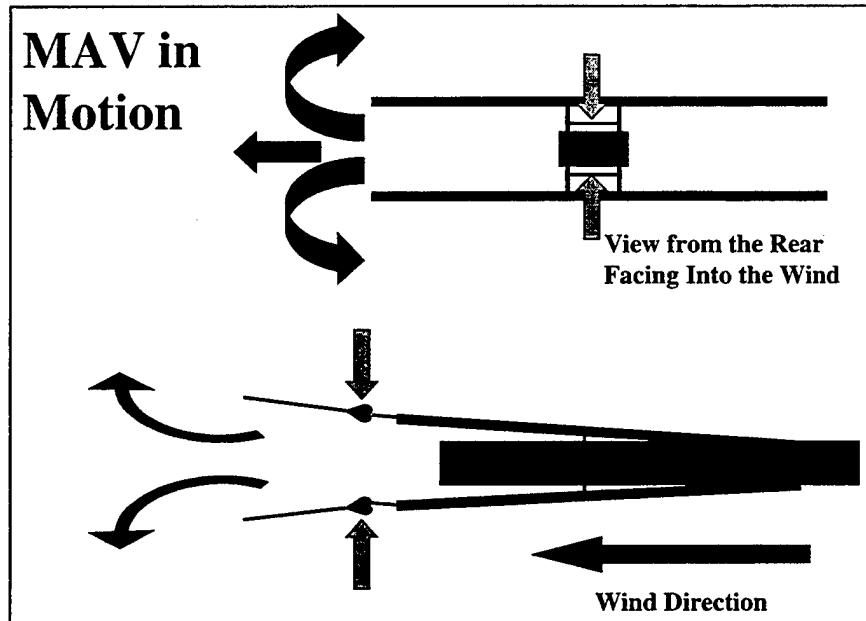 MAV in
Motion
View from the Rear
Facing Into the Wind
Wind Direction